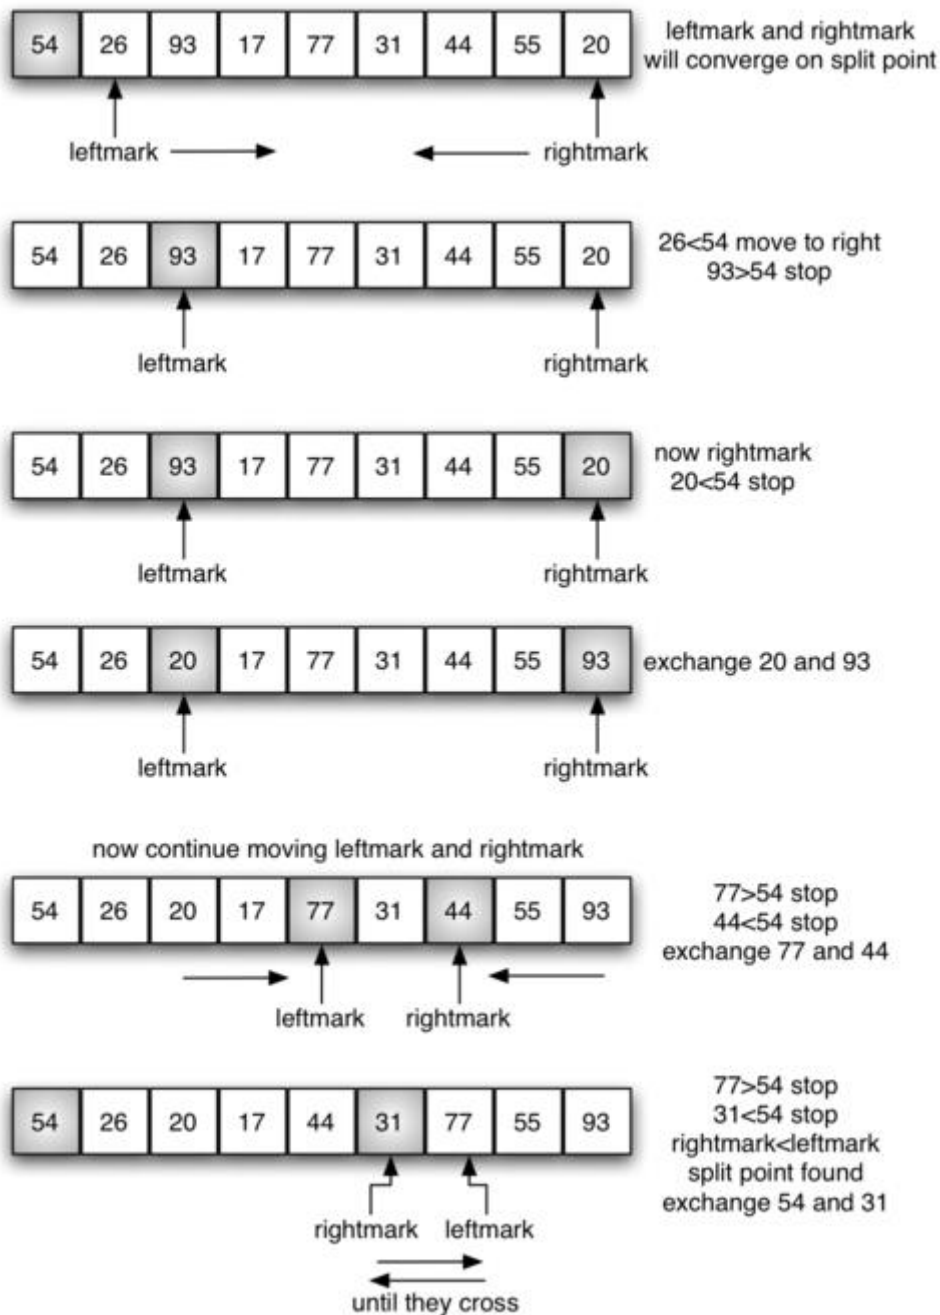 54 26 93 17 77 31 44 55 20
leftmark and rightmark
will converge on split point
leftmark rightmark
54 26 93 17 77 31 44 55 20
26<54 move to right
93>54 stop
leftmark rightmark
54 26 93 17 77 31 44 55 20
now rightmark
20<54 stop
leftmark rightmark
54 26 20 17 77 31 44 55 93
exchange 20 and 93
leftmark rightmark
now continue moving leftmark and rightmark
54 26 20 17 77 31 44 55 93
77>54 stop
44<54 stop
exchange 77 and 44
leftmark rightmark
54 26 20 17 44 31 77 55 93
77>54 stop
31<54 stop
rightmark<leftmark
split point found
exchange 54 and 31
rightmark leftmark
until they cross